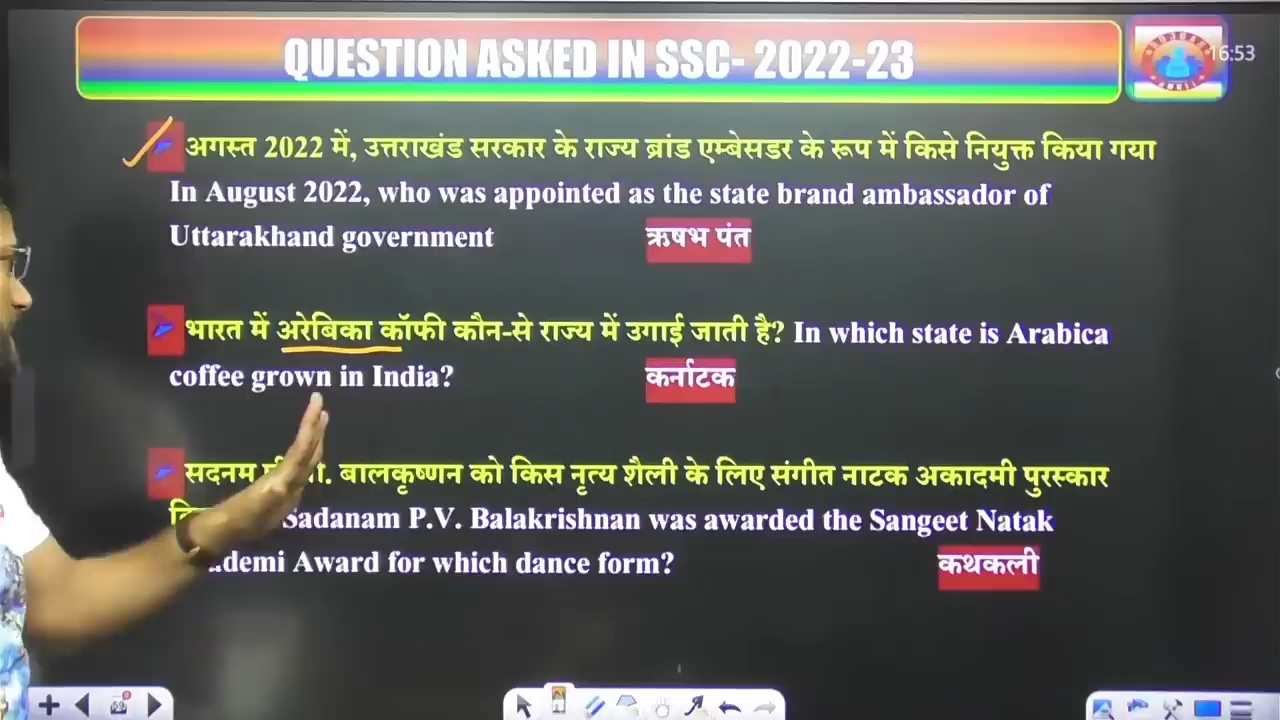 QUESTION ASKED IN SSC- 2022-23
16:53
अगस्त 2022 में, उत्तराखंड सरकार के राज्य ब्रांड एम्बेसडर के रूप में किसे नियुक्त किया गया
In August 2022, who was appointed as the state brand ambassador of
Uttarakhand government ऋषभ पंत
भारत में अरेबिका कॉफी कौन-से राज्य में उगाई जाती है? In which state is Arabica
coffee grown in India? कर्नाटक
सदनम बालकृष्णन को किस नृत्य शैली के लिए संगीत नाटक अकादमी पुरस्कार
Sadanam P.V. Balakrishnan was awarded the Sangeet Natak
Award for which dance form? कथकली